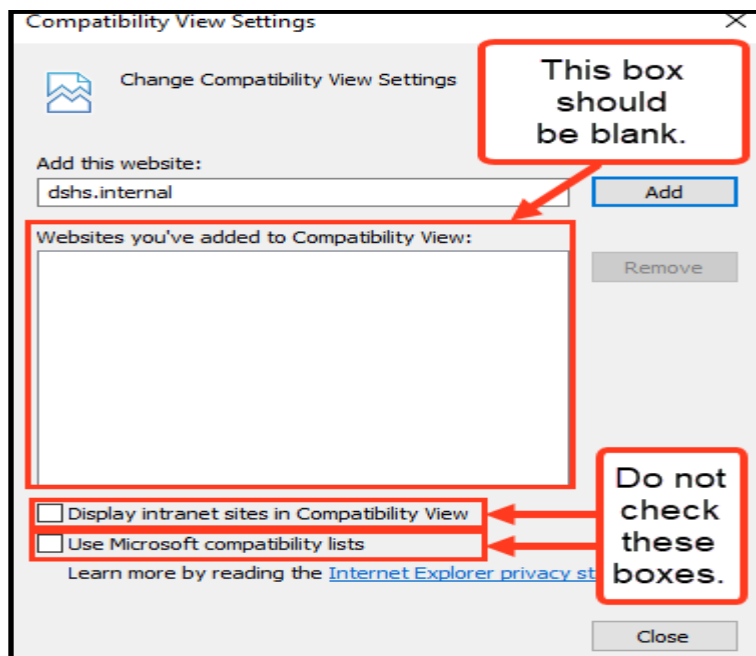 Compatibility View Settings
Change Compatibility View Settings
This box
should
be blank.
Add this website:
dshs.internal
Add
Websites you've added to Compatibility View:
Remove
Display intranet sites in Compatibility View
Use Microsoft compatibility lists
Learn more by reading the Internet Explorer privacy st
Do not
check
these
boxes.
Close